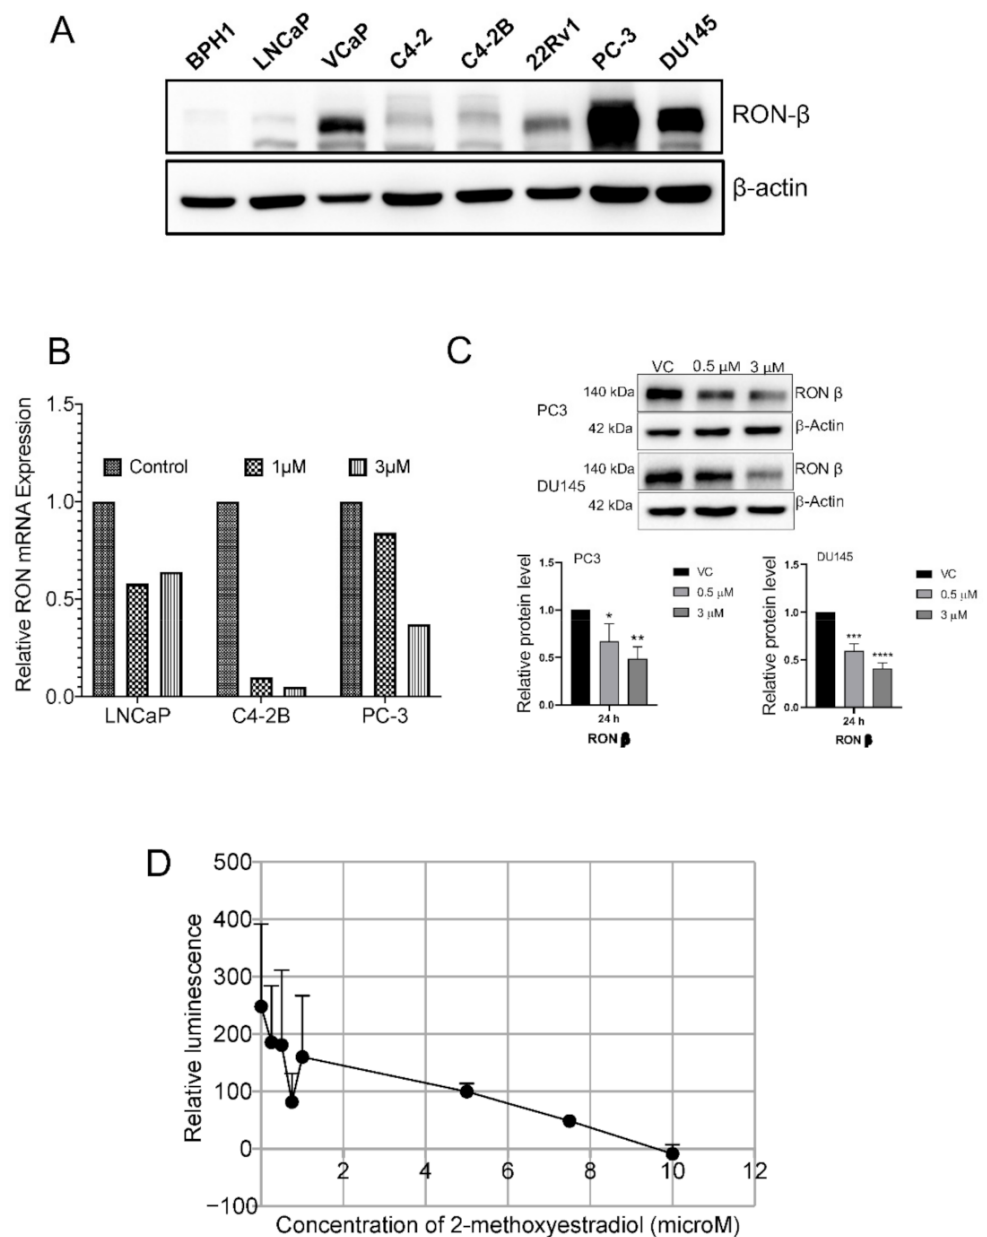 A
BPH1 LNCaP VCaP C4-2 C4-2B 22Rv1 PC-3 DU145
RON-β
β-actin
B
Relative RON mRNA Expression
1.5
1.0
0.5
0.0
Control 1µM 3µM
LNCaP C4-2B PC-3
C
VC 0.5 µM 3 µM
PC3
140 kDa RON β
42 kDa β-Actin
DU145
140 kDa RON β
42 kDa β-Actin
Relative protein level
1.5
1.0
0.5
0.0
PC3
* **
VC
0.5 µM
3 µM
24 h
RON β
Relative protein level
1.5
1.0
0.5
0.0
DU145
*** ****
VC
0.5 µM
3 µM
24 h
RON β
D
Relative luminescence
500
400
300
200
100
0
−100
2 4 6 8 10 12
Concentration of 2-methoxyestradiol (microM)